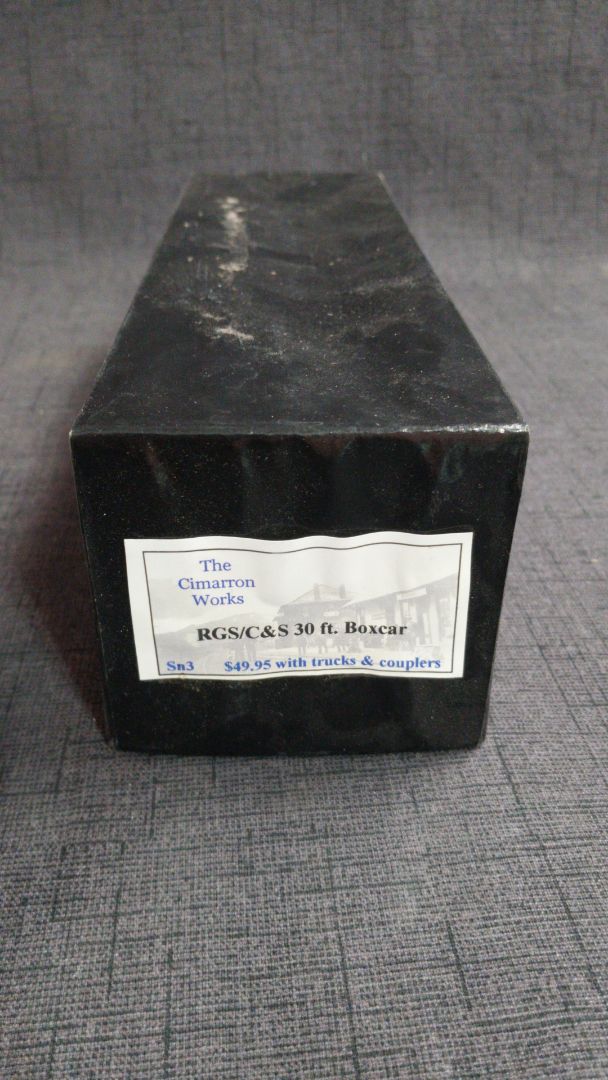 The
Cimarron
Works
RGS/C&S 30 ft. Boxcar
Sn3 $49.95 with trucks & couplers